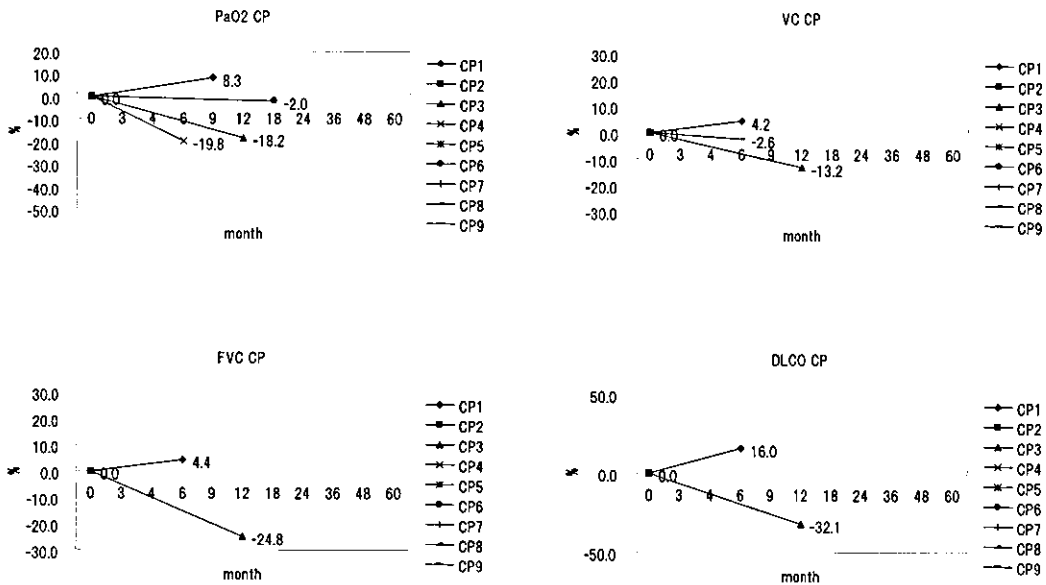 PaO2 CP
20.0
10.0
0.0
-10.0
-20.0
-30.0
-40.0
-50.0
%
8.3
0.0
-2.0
-18.2
-19.8
0 3 4 6 9 12 18 24 36 48 60
month
CP1
CP2
CP3
CP4
CP5
CP6
CP7
CP8
CP9
VC CP
30.0
20.0
10.0
0.0
-10.0
-20.0
-30.0
%
4.2
0.0
-2.6
-13.2
0 3 4 6 9 12 18 24 36 48 60
month
CP1
CP2
CP3
CP4
CP5
CP6
CP7
CP8
CP9
FVC CP
30.0
20.0
10.0
0.0
-10.0
-20.0
-30.0
%
4.4
0.0
-24.8
0 3 4 6 9 12 18 24 36 48 60
month
CP1
CP2
CP3
CP4
CP5
CP6
CP7
CP8
CP9
DLCO CP
50.0
0.0
-50.0
%
16.0
0.0
-32.1
0 3 4 6 9 12 18 24 36 48 60
month
CP1
CP2
CP3
CP4
CP5
CP6
CP7
CP8
CP9